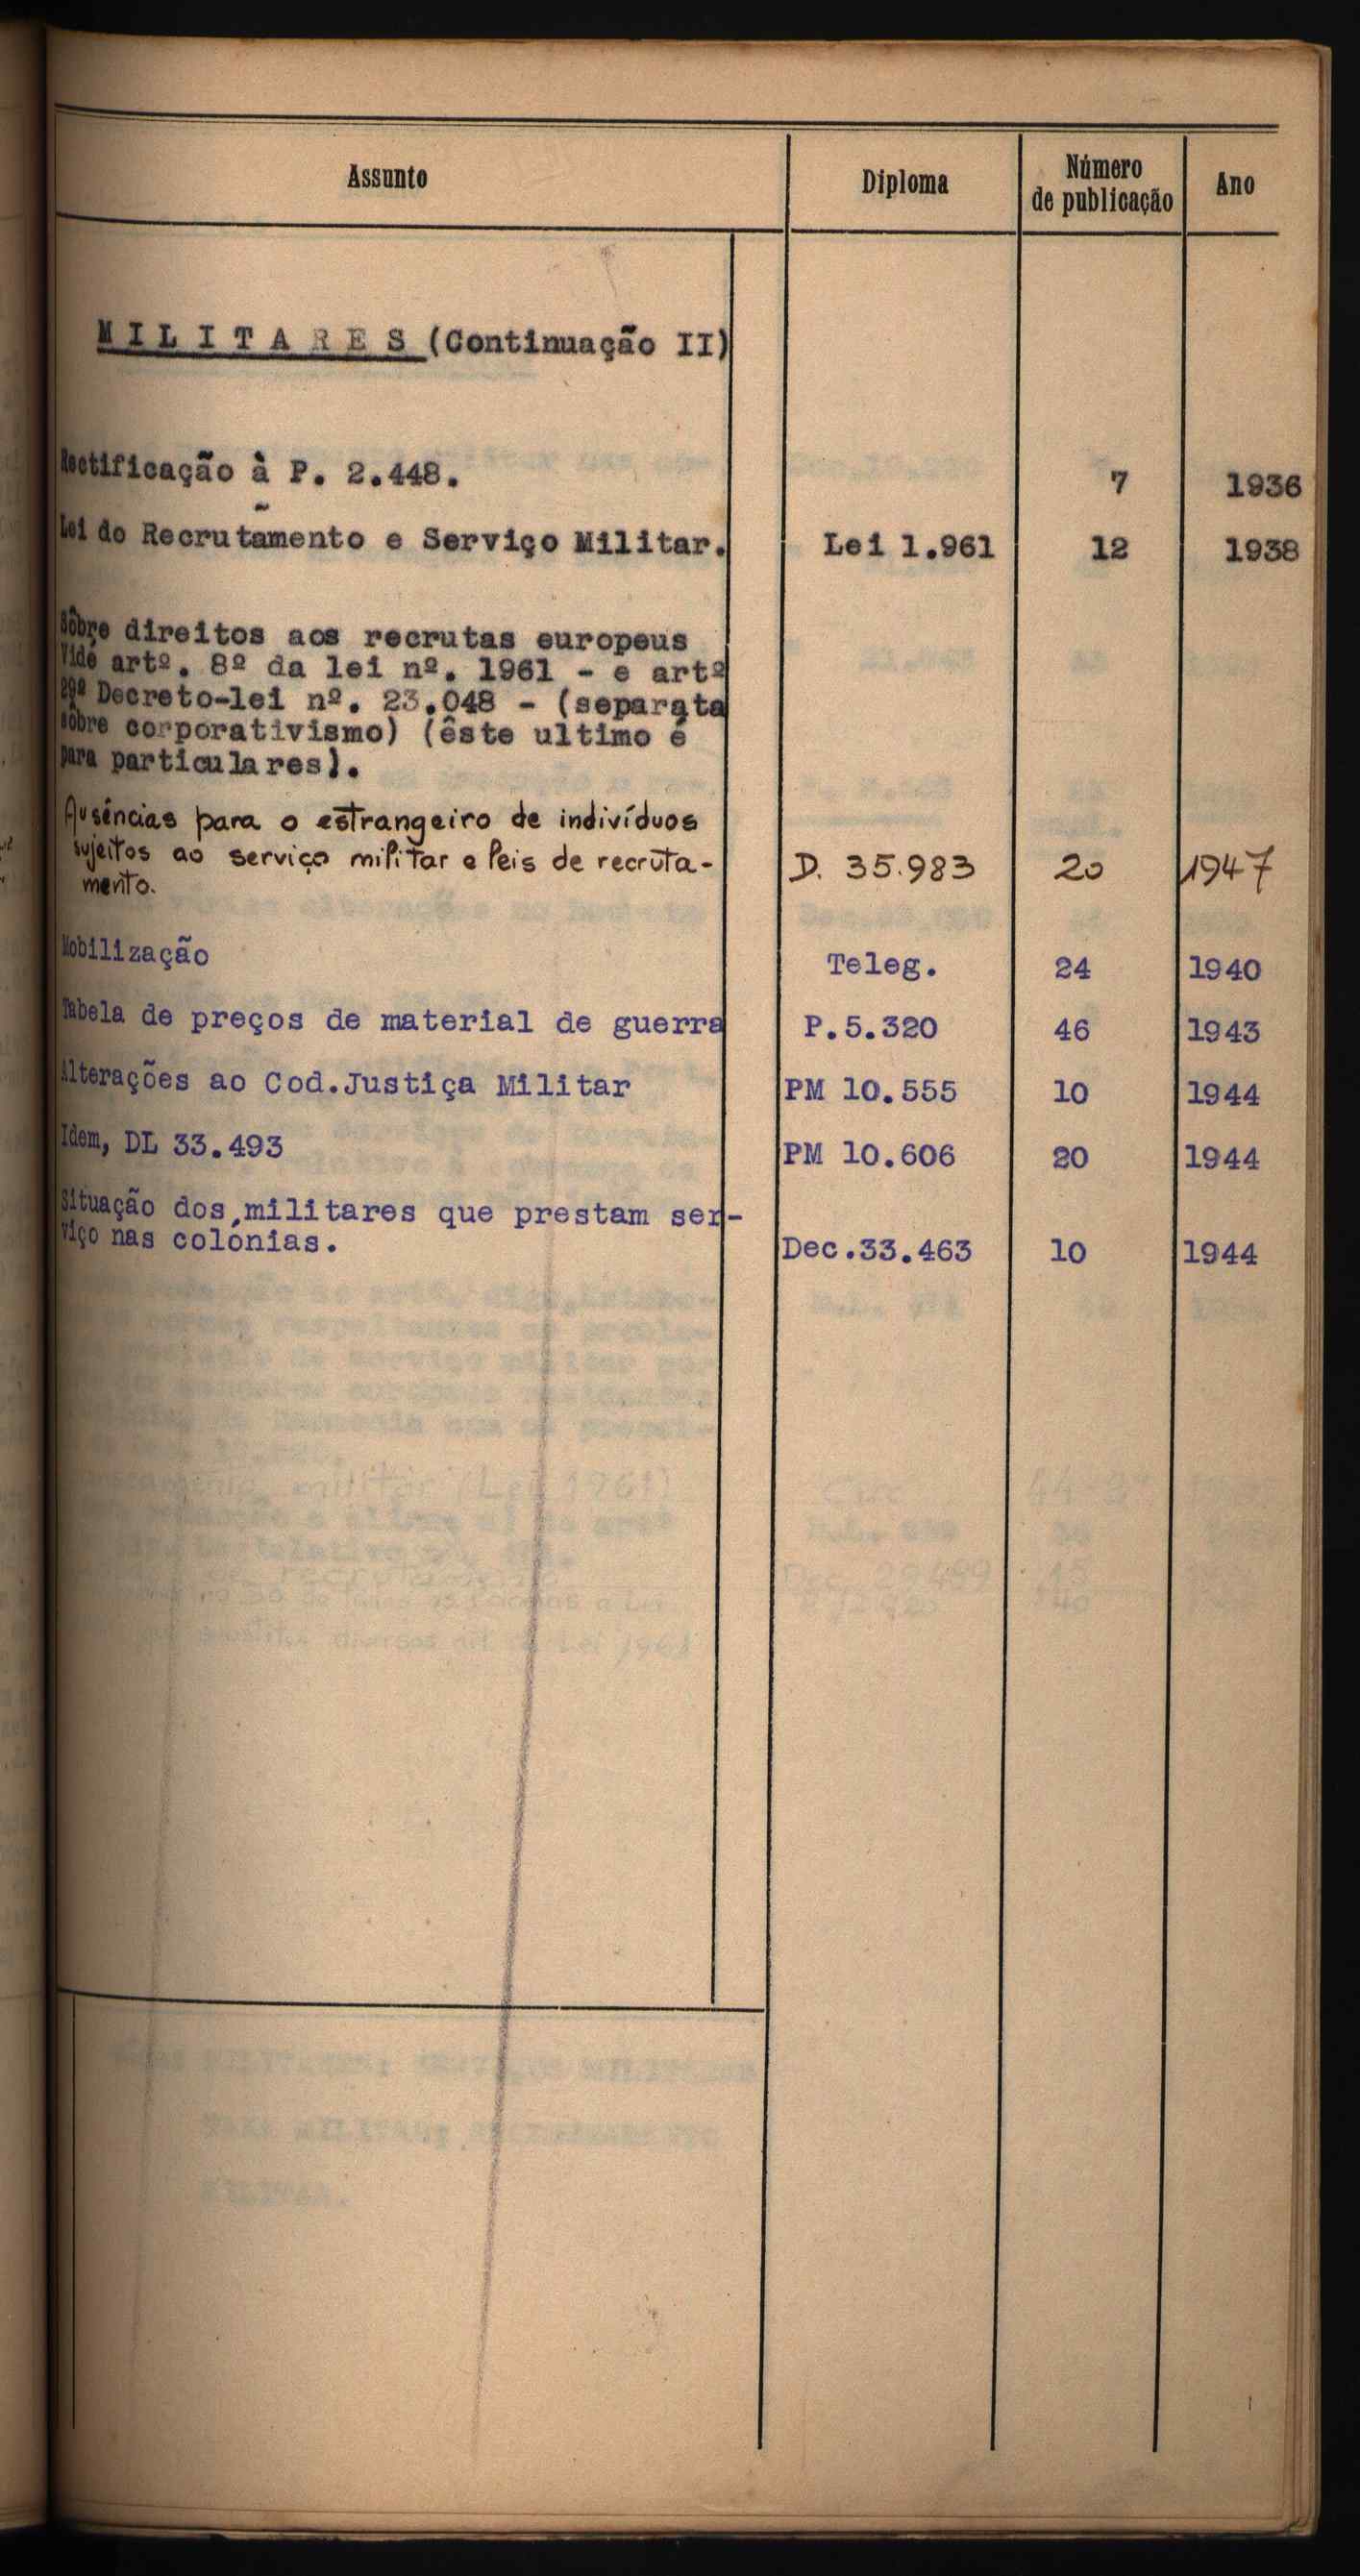 Assunto
Diploma
Número
de publicação
Ano
M I L I T A R E S (Continuação II)
Rectificação à P. 2.448.
7
1936
Lei do Recrutamento e Serviço Militar.
Lei 1.961
12
1938
Sôbre direitos aos recrutas europeus
Vide artº. 8º da lei nº. 1961 - e artº
29º Decreto-lei nº. 23.048 - (separata
sôbre corporativismo) (êste ultimo é
para particulares).
Ausências para o estrangeiro de indivíduos
sujeitos ao serviço militar e leis de recruta-
mento.
D. 35.983
20
1947
Mobilização
Teleg.
24
1940
Tabela de preços de material de guerra
P.5.320
46
1943
Alterações ao Cod.Justiça Militar
PM 10.555
10
1944
Idem, DL 33.493
PM 10.606
20
1944
Situação dos militares que prestam ser-
viço nas colónias.
Dec.33.463
10
1944